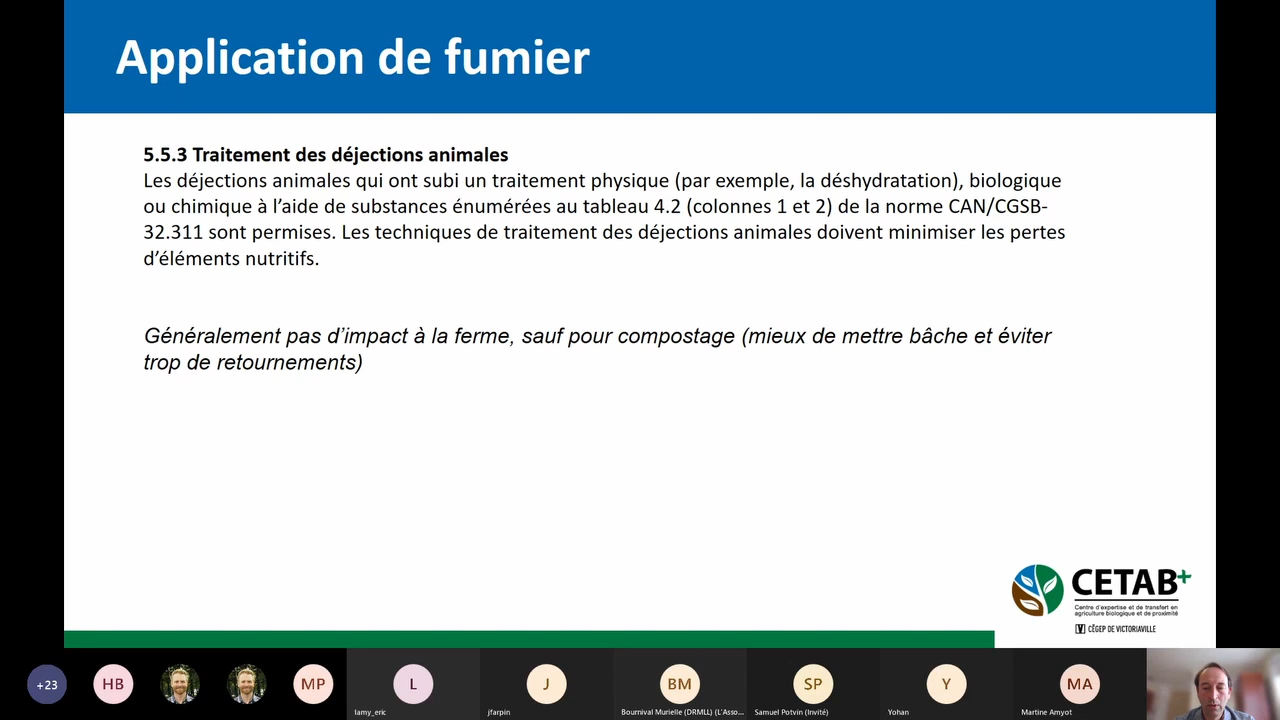 Application de fumier
5.5.3 Traitement des déjections animales
Les déjections animales qui ont subi un traitement physique (par exemple, la déshydratation), biologique
ou chimique à l’aide de substances énumérées au tableau 4.2 (colonnes 1 et 2) de la norme CAN/CGSB-
32.311 sont permises. Les techniques de traitement des déjections animales doivent minimiser les pertes
d’éléments nutritifs.
Généralement pas d’impact à la ferme, sauf pour compostage (mieux de mettre bâche et éviter
trop de retournements)
CETAB+
Centre d'expertise et de transfert en
agriculture biologique et de proximité
CÉGEP DE VICTORIAVILLE
+23
HB
MP
L
J
BM
SP
Y
MA
lamy_eric
jfarpin
Bournival Murielle (DRMLL) (L'Asso...
Samuel Potvin (Invité)
Yohan
Martine Amyot